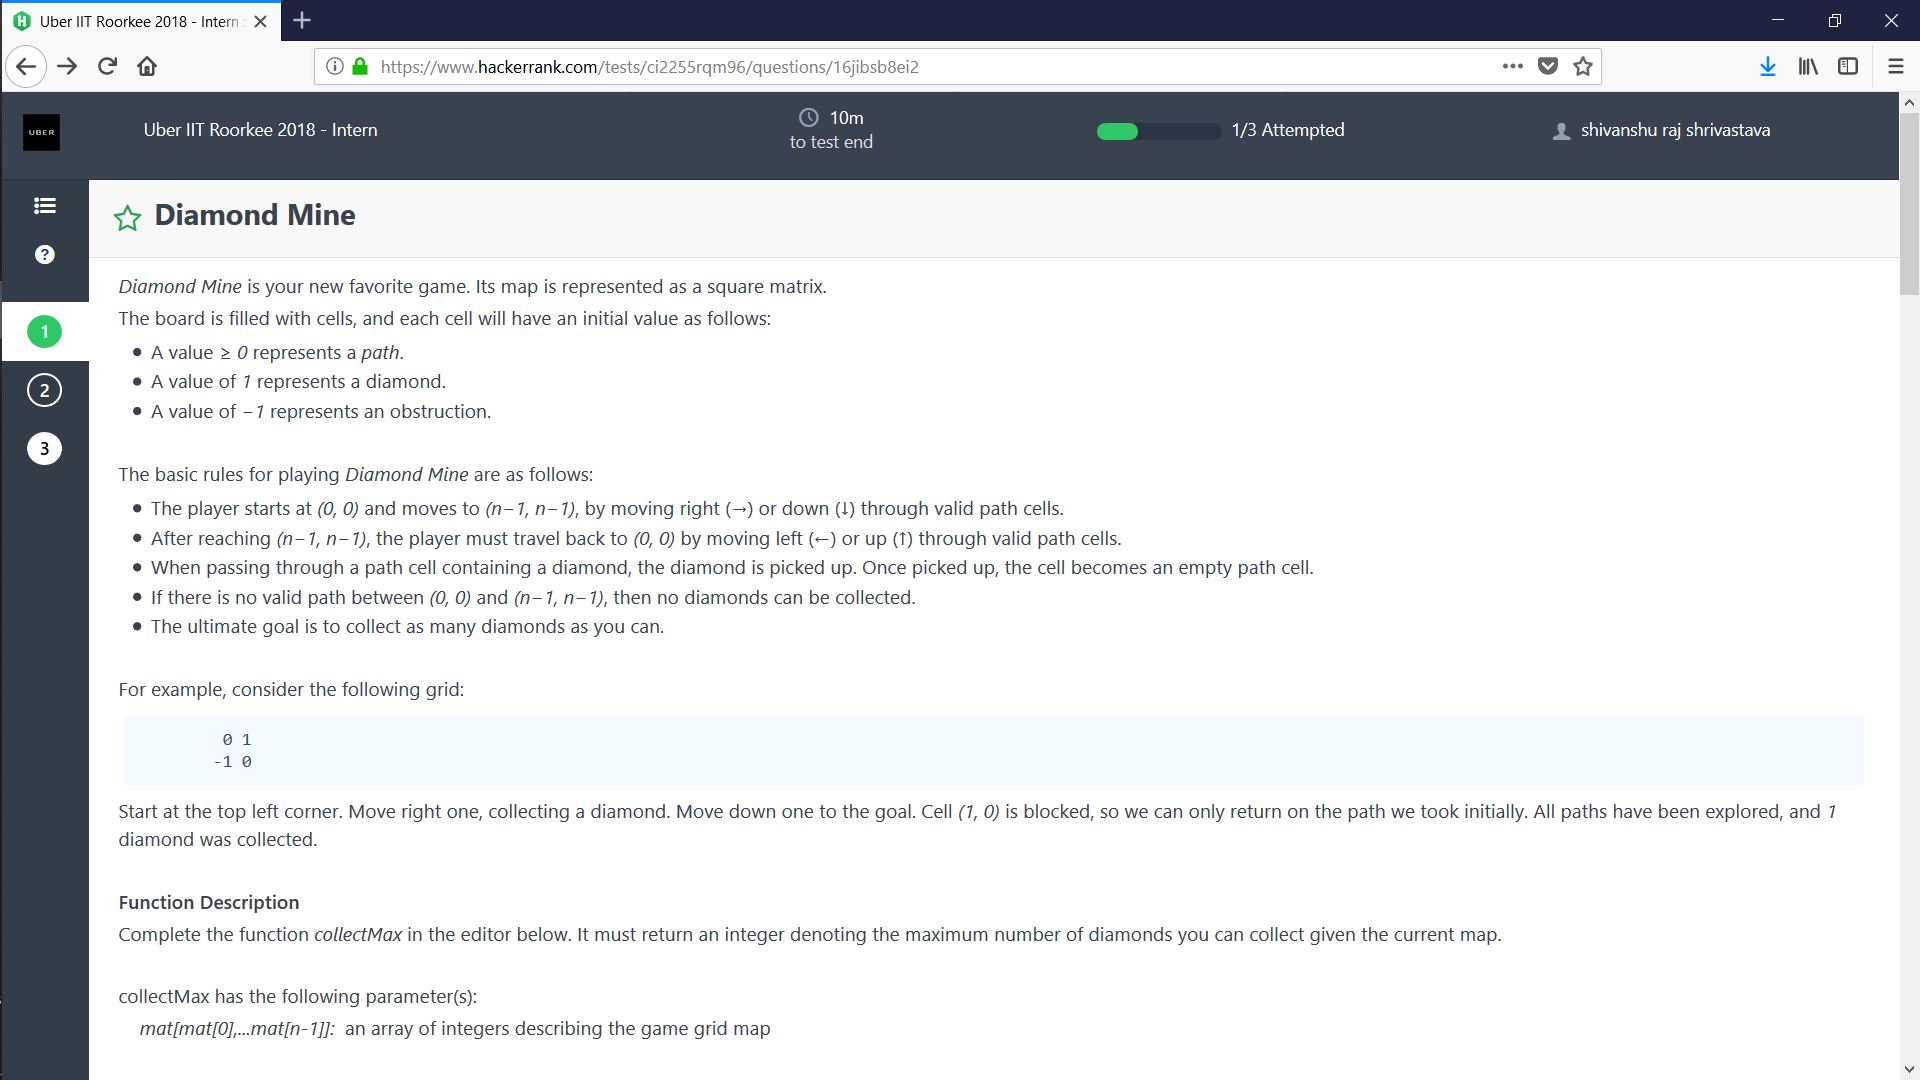 Uber IIT Roorkee 2018 - Intern
https://www.hackerrank.com/tests/ci2255rqm96/questions/16jibsb8ei2
UBER
Uber IIT Roorkee 2018 - Intern
10m
to test end
1/3 Attempted
shivanshu raj shrivastava
Diamond Mine
?
1
2
3
Diamond Mine is your new favorite game. Its map is represented as a square matrix.
The board is filled with cells, and each cell will have an initial value as follows:
• A value ≥ 0 represents a path.
• A value of 1 represents a diamond.
• A value of −1 represents an obstruction.
The basic rules for playing Diamond Mine are as follows:
• The player starts at (0, 0) and moves to (n−1, n−1), by moving right (→) or down (↓) through valid path cells.
• After reaching (n−1, n−1), the player must travel back to (0, 0) by moving left (←) or up (↑) through valid path cells.
• When passing through a path cell containing a diamond, the diamond is picked up. Once picked up, the cell becomes an empty path cell.
• If there is no valid path between (0, 0) and (n−1, n−1), then no diamonds can be collected.
• The ultimate goal is to collect as many diamonds as you can.
For example, consider the following grid:
0 1
-1 0
Start at the top left corner. Move right one, collecting a diamond. Move down one to the goal. Cell (1, 0) is blocked, so we can only return on the path we took initially. All paths have been explored, and 1
diamond was collected.
Function Description
Complete the function collectMax in the editor below. It must return an integer denoting the maximum number of diamonds you can collect given the current map.
collectMax has the following parameter(s):
mat[mat[0],...mat[n-1]]: an array of integers describing the game grid map